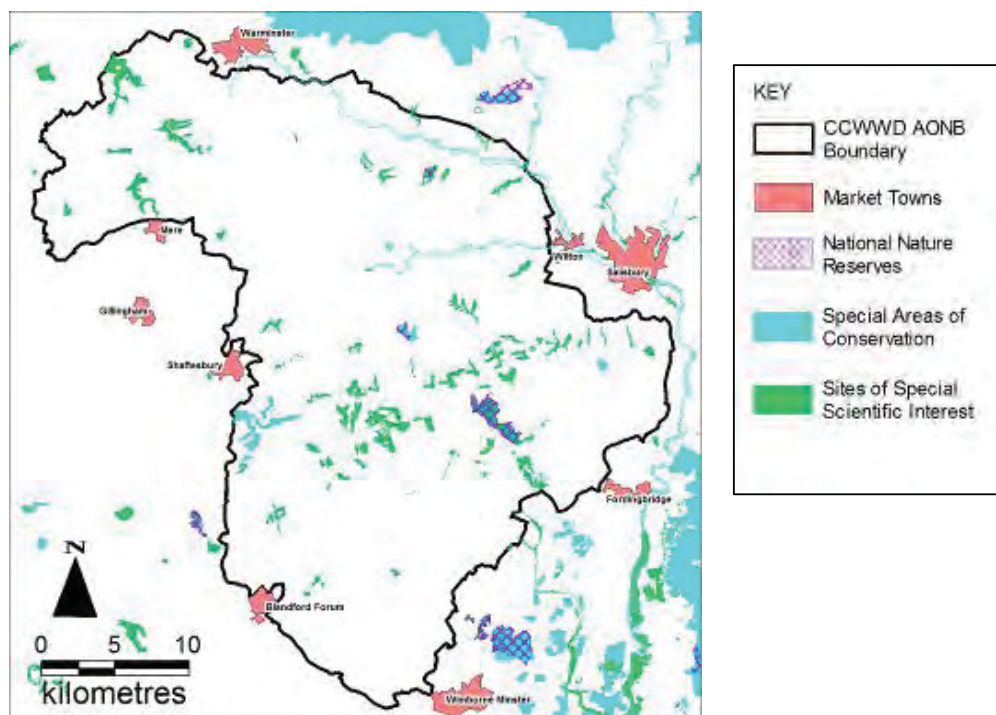 Warminster
Mere
Wilton
Salisbury
Gillingham
Shaftesbury
Fordingbridge
Blandford Forum
Wimborne Minster
N
0 5 10
kilometres
KEY
CCWWD AONB
Boundary
Market Towns
National Nature
Reserves
Special Areas of
Conservation
Sites of Special
Scientific Interest